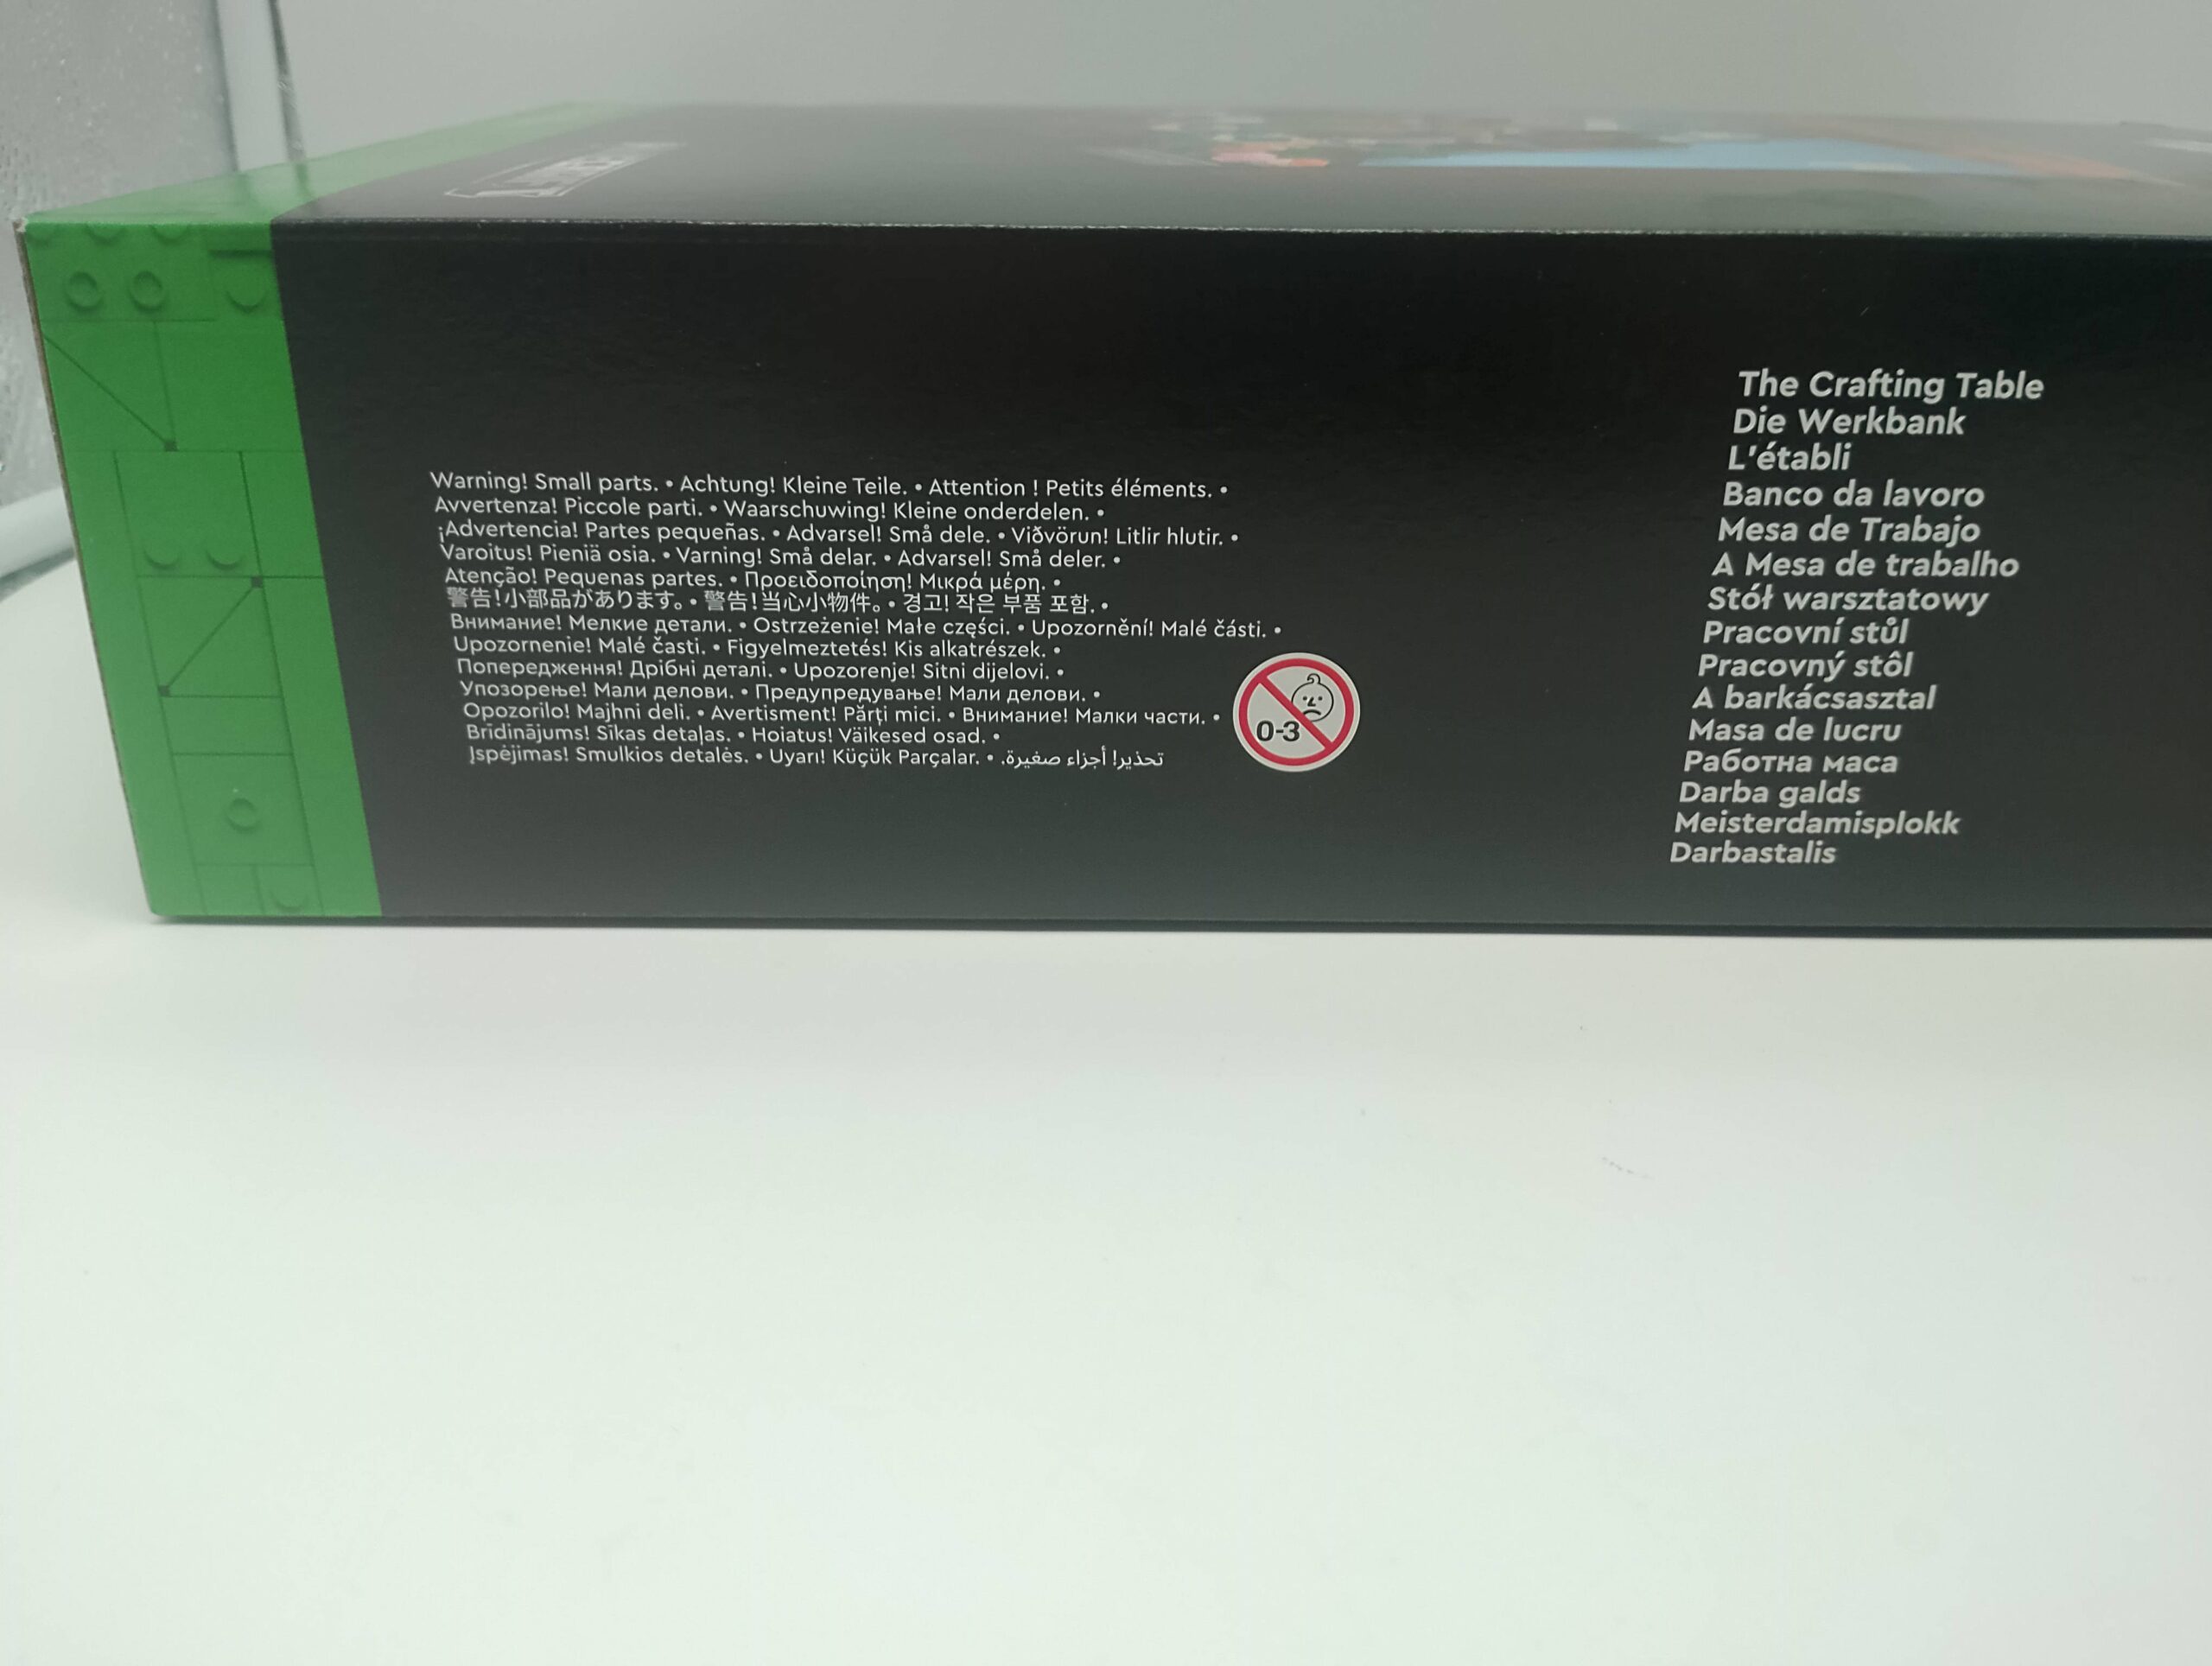 Warning! Small parts. • Achtung! Kleine Teile. • Attention ! Petits éléments. •
Avvertenza! Piccole parti. • Waarschuwing! Kleine onderdelen. •
¡Advertencia! Partes pequeñas. • Advarsel! Små dele. • Viðvörun! Litlir hlutir. •
Varoitus! Pieniä osia. • Varning! Små delar. • Advarsel! Små deler. •
Atenção! Pequenas partes. • Προειδοποίηση! Μικρά μέρη. •
警告!小部品があります。• 警告!当心小物件。• 경고! 작은 부품 포함. •
Внимание! Мелкие детали. • Ostrzeżenie! Małe części. • Upozornění! Malé části. •
Upozornenie! Malé časti. • Figyelmeztetés! Kis alkatrészek. •
Попередження! Дрібні деталі. • Upozorenje! Sitni dijelovi. •
Упозорење! Мали делови. • Предупредување! Мали делови. •
Opozorilo! Majhni deli. • Avertisment! Părți mici. • Внимание! Малки части. •
Brīdinājums! Sīkas detaļas. • Hoiatus! Väikesed osad. •
Įspėjimas! Smulkios detalės. • Uyarı! Küçük Parçalar. • تحذير! أجزاء صغيرة.
0-3
The Crafting Table
Die Werkbank
L'établi
Banco da lavoro
Mesa de Trabajo
A Mesa de trabalho
Stół warsztatowy
Pracovní stůl
Pracovný stôl
A barkácsasztal
Masa de lucru
Работна маса
Darba galds
Meisterdamisplokk
Darbastalis